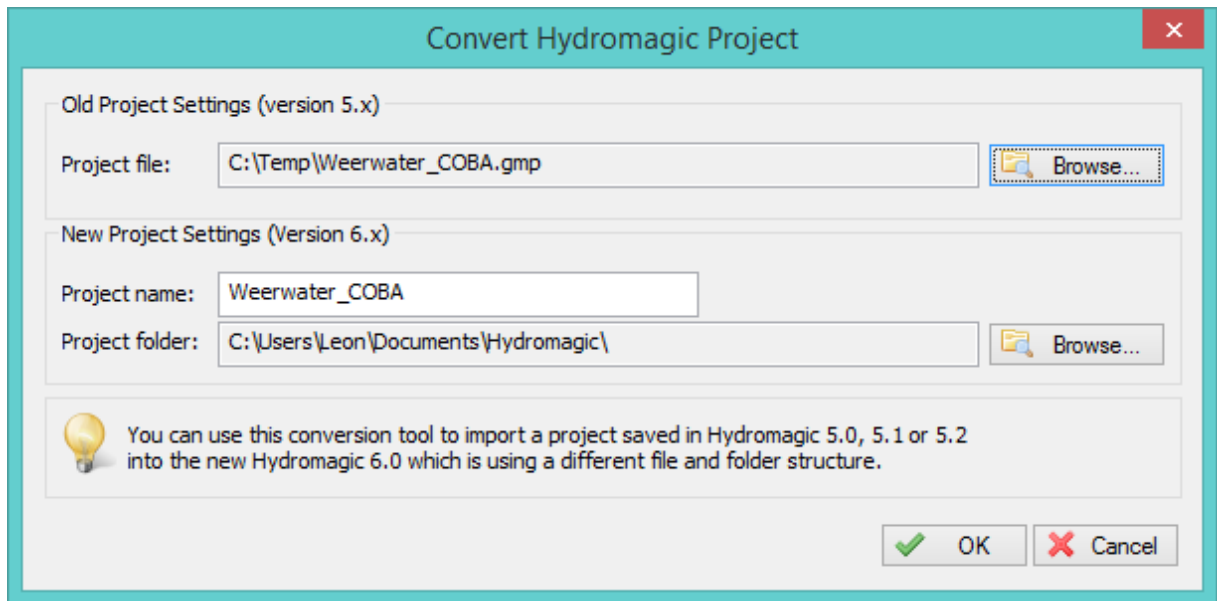 Convert Hydromagic Project
Old Project Settings (version 5.x)
Project file: C:\Temp\Weerwater_COBA.gmp Browse...
New Project Settings (Version 6.x)
Project name: Weerwater_COBA
Project folder: C:\Users\Leon\Documents\Hydromagic\ Browse...
You can use this conversion tool to import a project saved in Hydromagic 5.0, 5.1 or 5.2
into the new Hydromagic 6.0 which is using a different file and folder structure.
OK Cancel